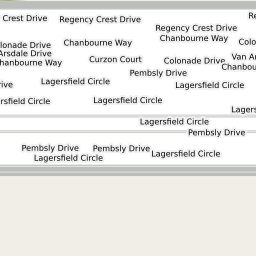 Crest Drive
Regency Crest Drive
Re
Regency Crest Drive
Chanbourne Way
Chanbourne Way
Colo
lonade Drive
Arsdale Drive
hanbourne Way
Curzon Court
Colonade Drive
Van A
Chanbou
Pembsly Drive
Lagersfield Circle
Lagersfield Circle
ive
rsfield Circle
Lagersfield Circle
Lagers
Lagersfield Circle
Pembsly Drive
Pembsly Drive
Pembsly Drive
Lagersfield Circle
Lagersfield Circle